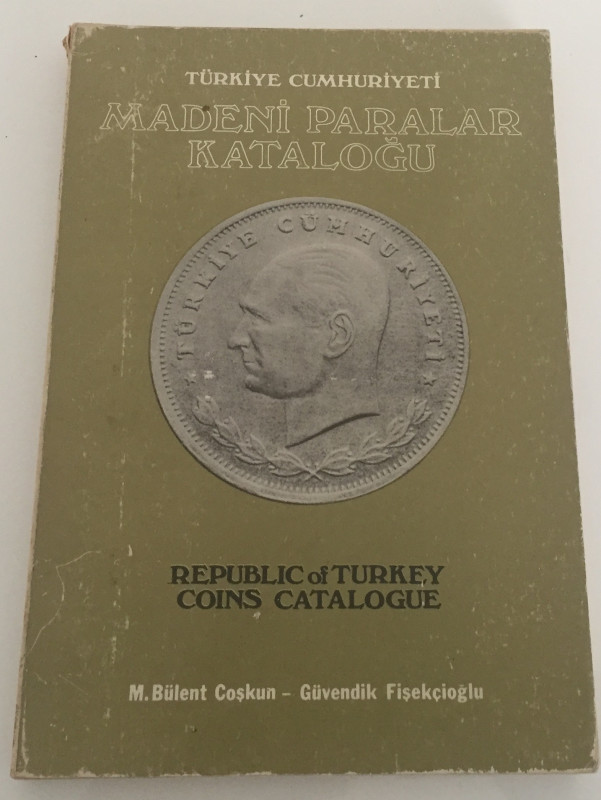 TÜRKİYE CUMHURİYETİ
MADENİ PARALAR
KATALOĞU
TÜRKİYE CÜMHURİYETİ
REPUBLIC of TURKEY
COINS CATALOGUE
M. Bülent Coşkun – Güvendik Fişekçioğlu